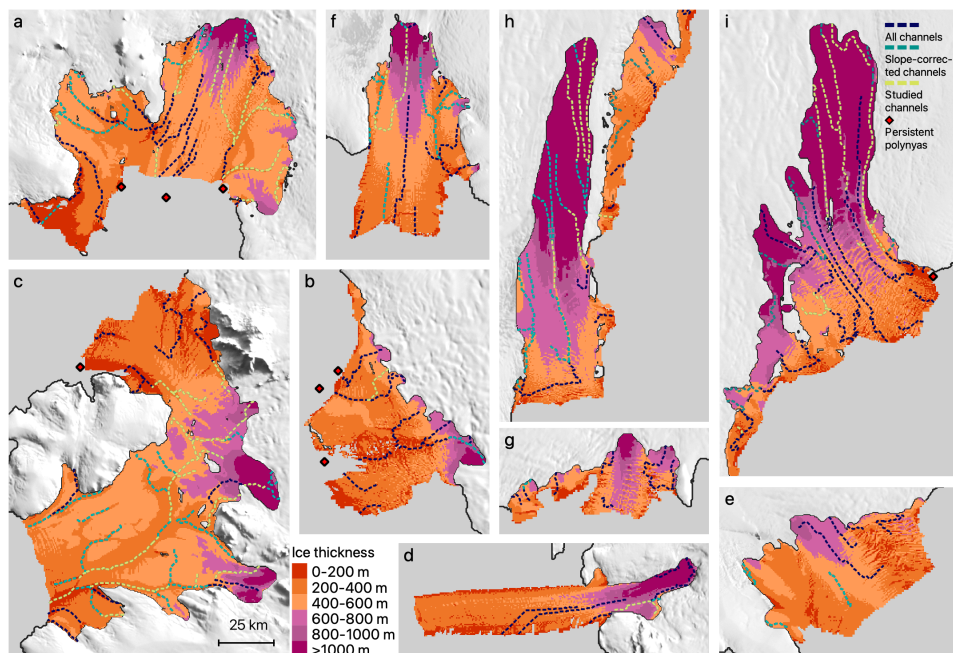 a
f
h
i
All channels
Slope-correc-
ted channels
Studied
channels
Persistent
polynyas
c
b
g
e
d
Ice thickness
0-200 m
200-400 m
400-600 m
600-800 m
800-1000 m
>1000 m
25 km